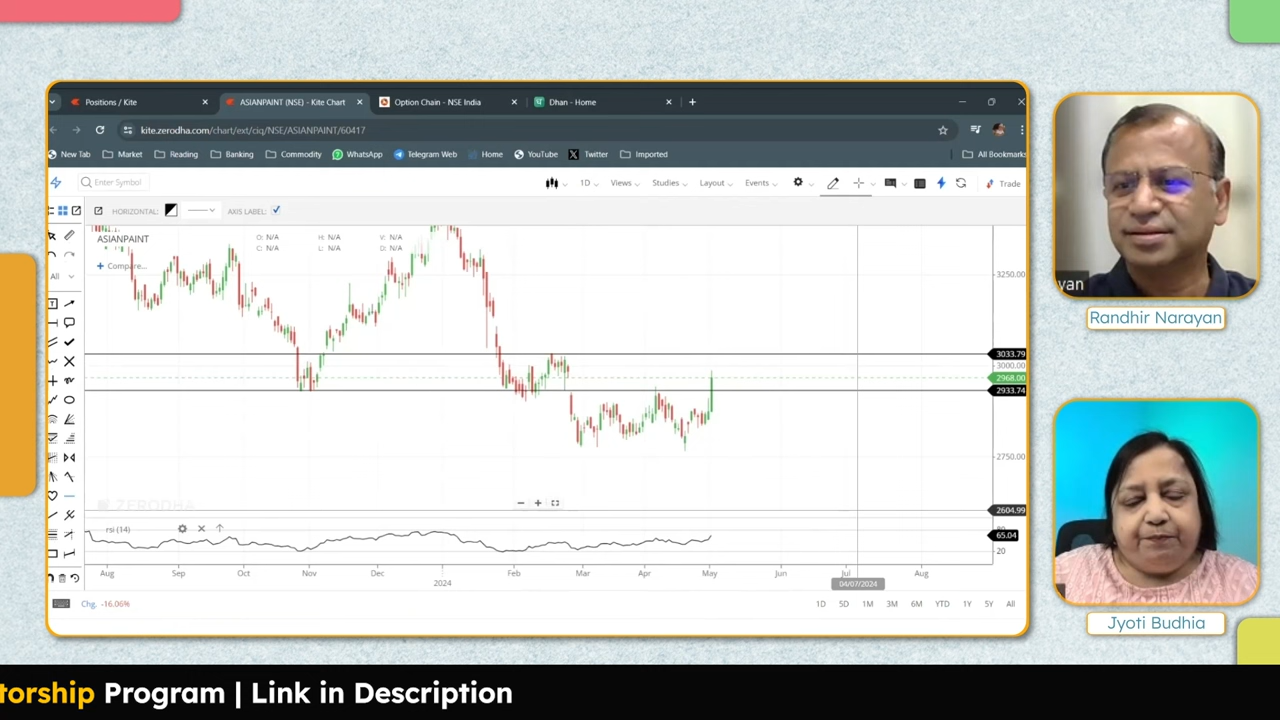 Positions / Kite
ASIANPAINT (NSE) - Kite Chart
Option Chain - NSE India
Dhan - Home
kite.zerodha.com/chart/ext/ciq/NSE/ASIANPAINT/60417
New Tab
Market
Reading
Banking
Commodity
WhatsApp
Telegram Web
Home
YouTube
Twitter
Imported
All Bookmarks
Enter Symbol
1D
Views
Studies
Layout
Events
Trade
HORIZONTAL:
AXIS LABEL:
All
ASIANPAINT
O: N/A
H: N/A
V: N/A
C: N/A
L: N/A
D: N/A
+ Compare...
3250.00
3033.79
3000.00
2968.00
2933.74
2750.00
2604.99
ZERODHA
rsi (14)
80
65.04
20
Aug
Sep
Oct
Nov
Dec
2024
Feb
Mar
Apr
May
Jun
Jul
Aug
04/07/2024
Chg. -16.06%
1D
5D
1M
3M
6M
YTD
1Y
5Y
All
yan
Randhir Narayan
Jyoti Budhia
torship Program | Link in Description